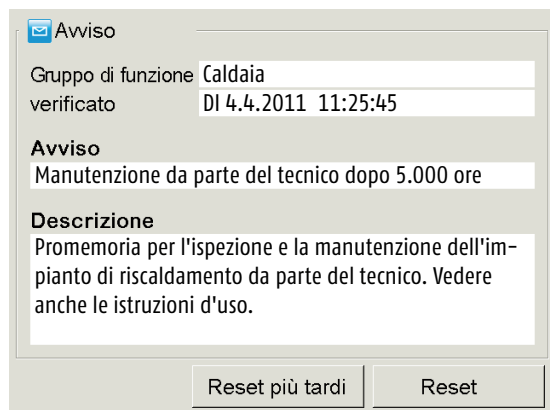 Avviso
Gruppo di funzione Caldaia
verificato DI 4.4.2011 11:25:45
Avviso
Manutenzione da parte del tecnico dopo 5.000 ore
Descrizione
Promemoria per l'ispezione e la manutenzione dell'im-
pianto di riscaldamento da parte del tecnico. Vedere
anche le istruzioni d'uso.
Reset più tardi Reset